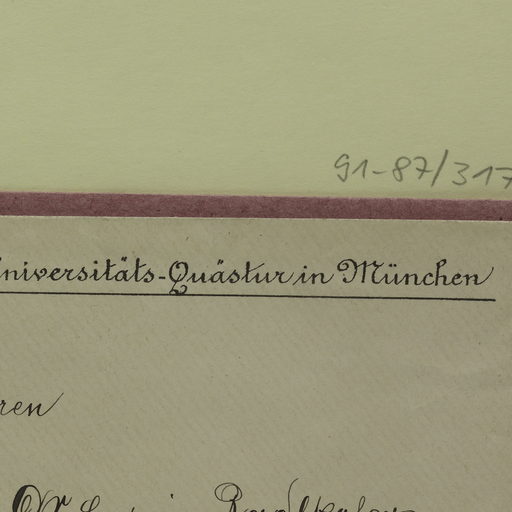 91-87/317
Universitäts-Quästur in München
ren